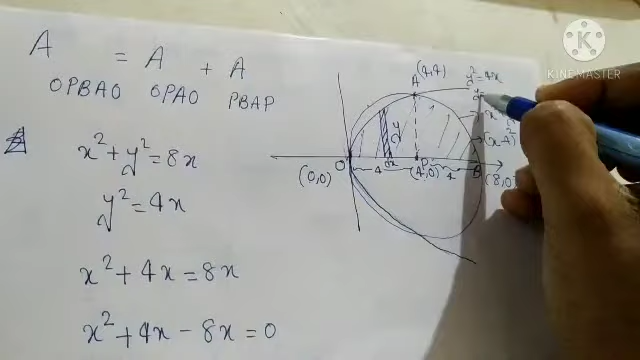 A = A + A
OPBAO OPAO PBAP
x² + y² = 8x
y² = 4x
x² + 4x = 8x
x² + 4x - 8x = 0
A (4,4)
y² = 4x
y
O
(0,0)
4
P
(4,0)
4
B
(8,0)
KINEMASTER